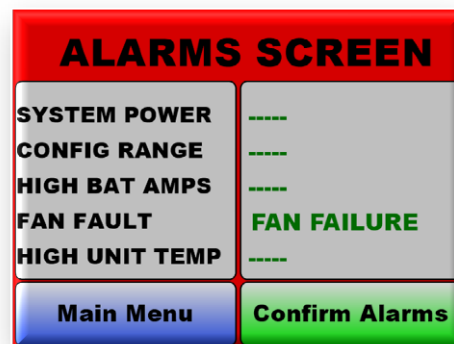 ALARMS SCREEN
SYSTEM POWER -----
CONFIG RANGE -----
HIGH BAT AMPS -----
FAN FAULT FAN FAILURE
HIGH UNIT TEMP -----
Main Menu Confirm Alarms